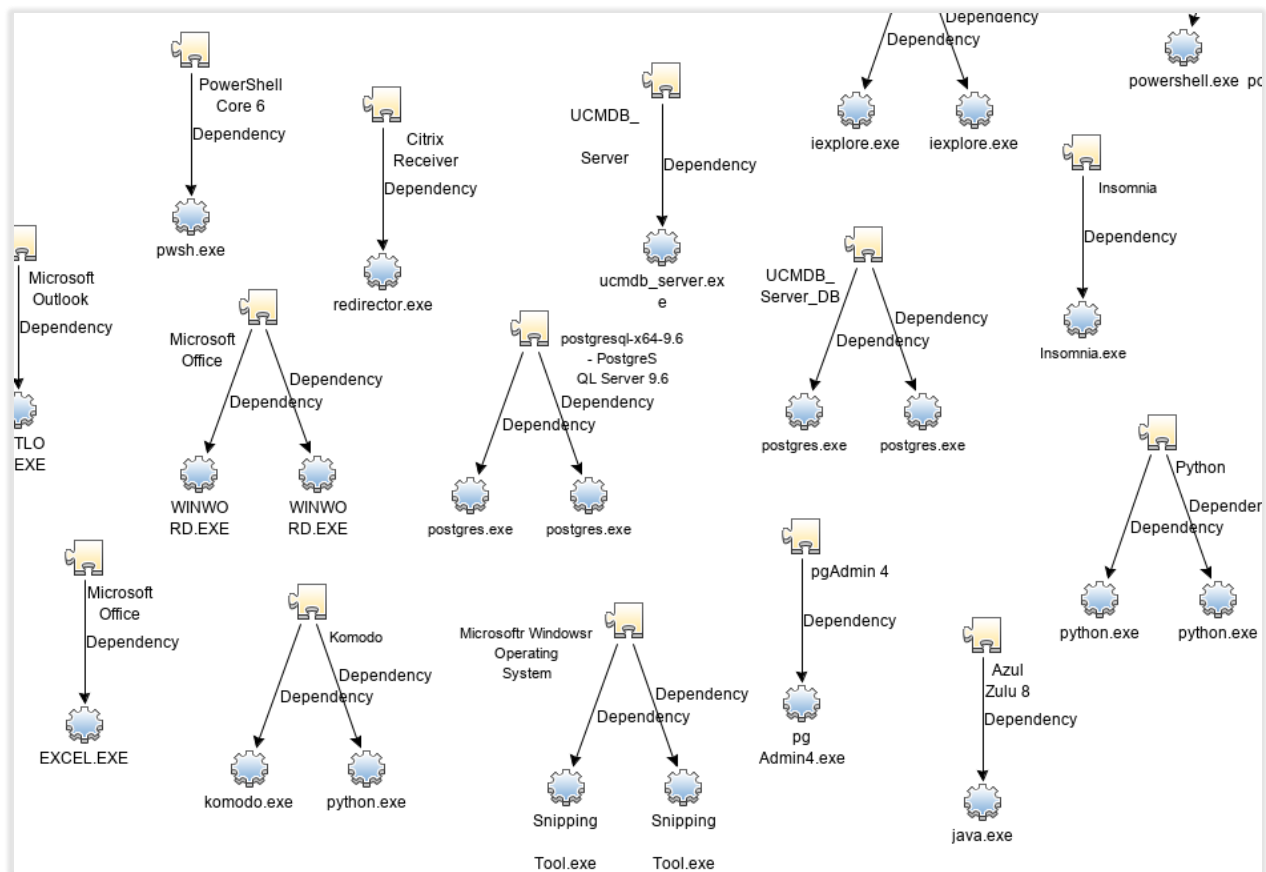 Dependency
Dependency
powershell.exe
iexplore.exe
iexplore.exe
PowerShell
Core 6
Dependency
pwsh.exe
Citrix
Receiver
Dependency
redirector.exe
UCMDB_
Server
Dependency
ucmdb_server.ex
e
Insomnia
Dependency
Insomnia.exe
Microsoft
Outlook
Dependency
TLO
EXE
Microsoft
Office
Dependency
Dependency
WINWO
RD.EXE
WINWO
RD.EXE
postgresql-x64-9.6
- PostgreS
QL Server 9.6
Dependency
Dependency
postgres.exe
postgres.exe
UCMDB_
Server_DB
Dependency
Dependency
postgres.exe
postgres.exe
Python
Dependency
python.exe
python.exe
Microsoft
Office
Dependency
EXCEL.EXE
Komodo
Dependency
Dependency
komodo.exe
python.exe
Microsoftr Windowsr
Operating
System
Dependency
Dependency
Snipping
Tool.exe
Snipping
Tool.exe
pgAdmin 4
Dependency
pg
Admin4.exe
Azul
Zulu 8
Dependency
java.exe